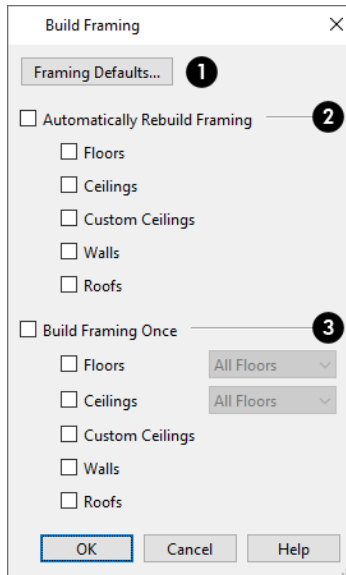 Build Framing
Framing Defaults... 1
Automatically Rebuild Framing 2
Floors
Ceilings
Custom Ceilings
Walls
Roofs
Build Framing Once 3
Floors All Floors
Ceilings All Floors
Custom Ceilings
Walls
Roofs
OK Cancel Help